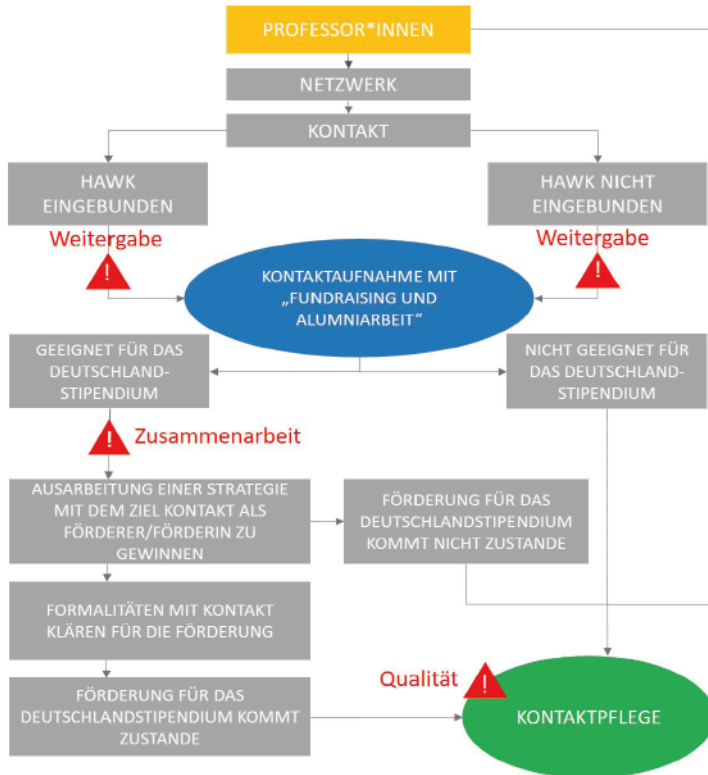 PROFESSOR*INNEN
NETZWERK
KONTAKT
HAWK
EINGEBUNDEN
HAWK NICHT
EINGEBUNDEN
Weitergabe
!
Weitergabe
!
KONTAKTAUFNAHME MIT
„FUNDRAISING UND
ALUMNIARBEIT“
GEEIGNET FÜR DAS
DEUTSCHLAND-
STIPENDIUM
NICHT GEEIGNET FÜR
DAS DEUTSCHLAND-
STIPENDIUM
! Zusammenarbeit
AUSARBEITUNG EINER STRATEGIE
MIT DEM ZIEL KONTAKT ALS
FÖRDERER/FÖRDERIN ZU
GEWINNEN
FÖRDERUNG FÜR DAS
DEUTSCHLANDSTIPENDIUM
KOMMT NICHT ZUSTANDE
FORMALITÄTEN MIT KONTAKT
KLÄREN FÜR DIE FÖRDERUNG
FÖRDERUNG FÜR DAS
DEUTSCHLANDSTIPENDIUM KOMMT
ZUSTANDE
Qualität !
KONTAKTPFLEGE